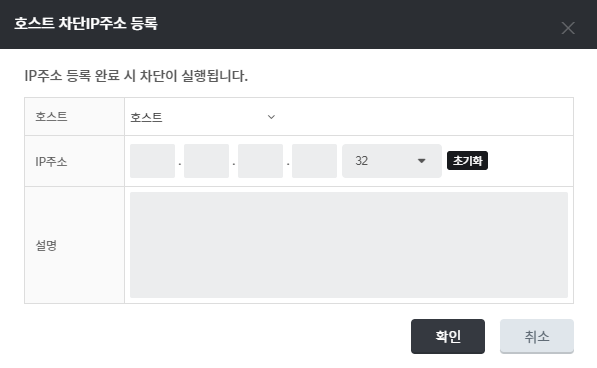 호스트 차단IP주소 등록
IP주소 등록 완료 시 차단이 실행됩니다.
호스트 호스트
IP주소 . . . 32 초기화
설명
확인 취소